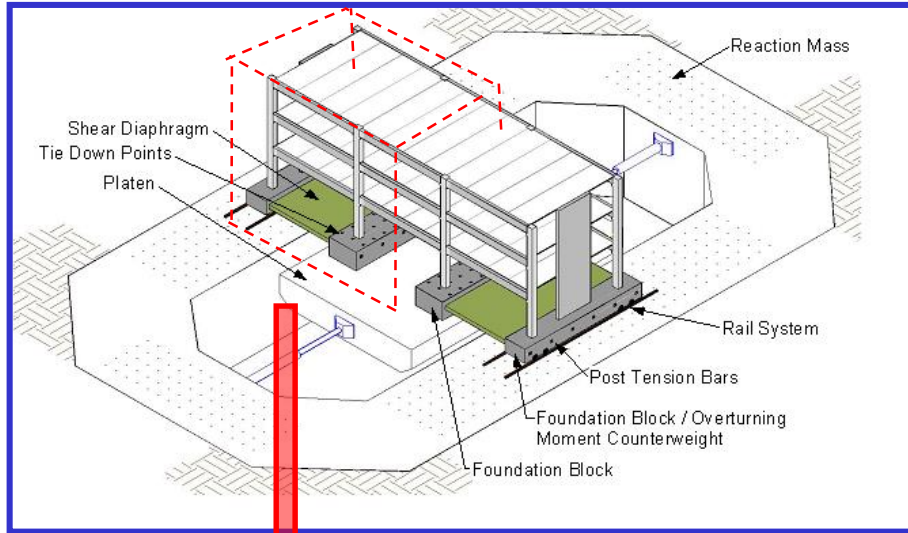 Reaction Mass
Shear Diaphragm
Tie Down Points
Platen
Rail System
Post Tension Bars
Foundation Block / Overturning
Moment Counterweight
Foundation Block